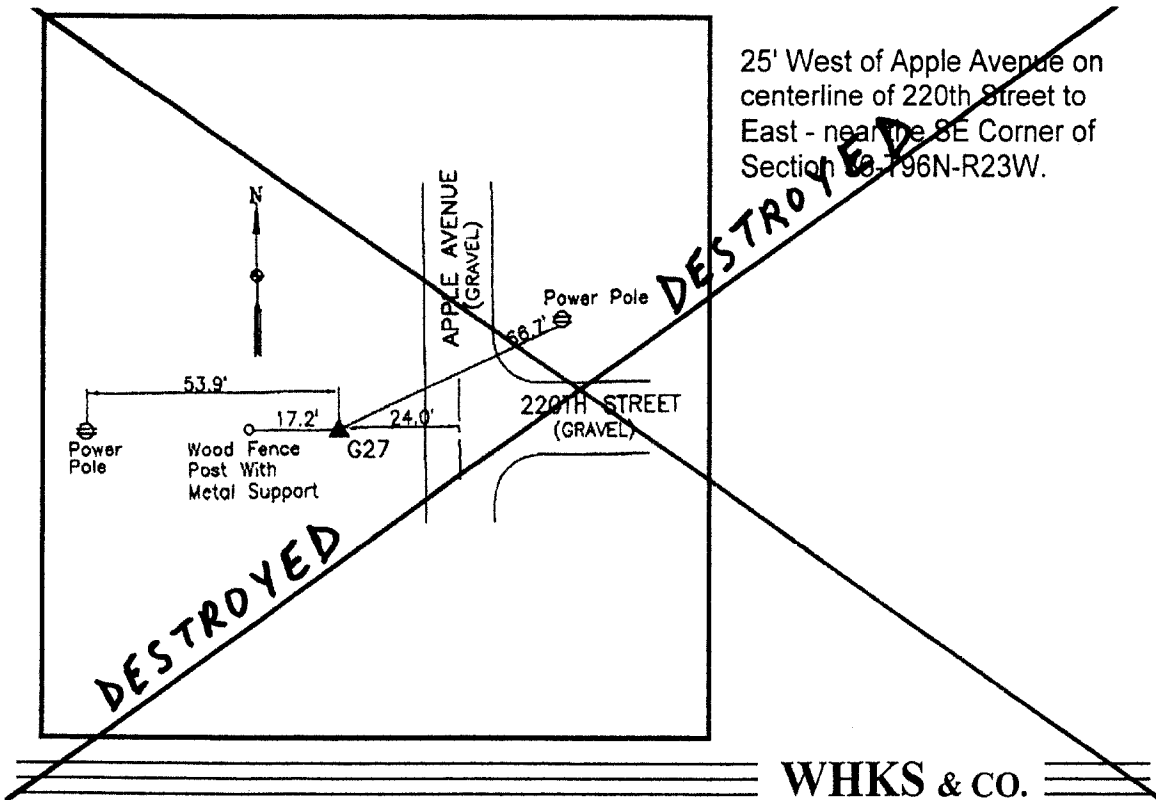 25' West of Apple Avenue on
centerline of 220th Street to
East - near the SE Corner of
Section T96N-R23W.
DESTROYED
N
APPLE AVENUE
(GRAVEL)
Power Pole
66.7'
53.9'
17.2'
24.0'
220TH STREET
(GRAVEL)
G27
Power
Pole
Wood Fence
Post With
Metal Support
DESTROYED
WHKS & CO.